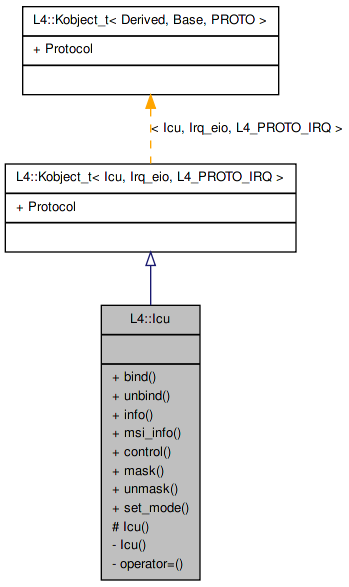 L4::Kobject_t< Derived, Base, PROTO >
+ Protocol
< Icu, Irq_eio, L4_PROTO_IRQ >
L4::Kobject_t< Icu, Irq_eio, L4_PROTO_IRQ >
+ Protocol
L4::Icu
+ bind()
+ unbind()
+ info()
+ msi_info()
+ control()
+ mask()
+ unmask()
+ set_mode()
# Icu()
- Icu()
- operator=()